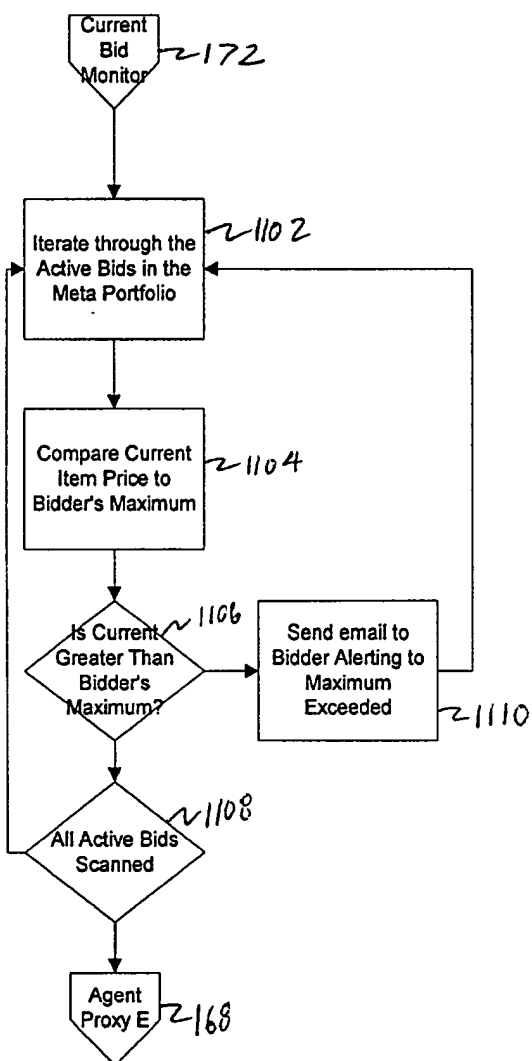 Current
Bid
Monitor
172
Iterate through the
Active Bids in the
Meta Portfolio
1102
Compare Current
Item Price to
Bidder's Maximum
1104
Is Current
Greater Than
Bidder's
Maximum?
1106
Send email to
Bidder Alerting to
Maximum
Exceeded
1110
All Active Bids
Scanned
1108
Agent
Proxy E
168